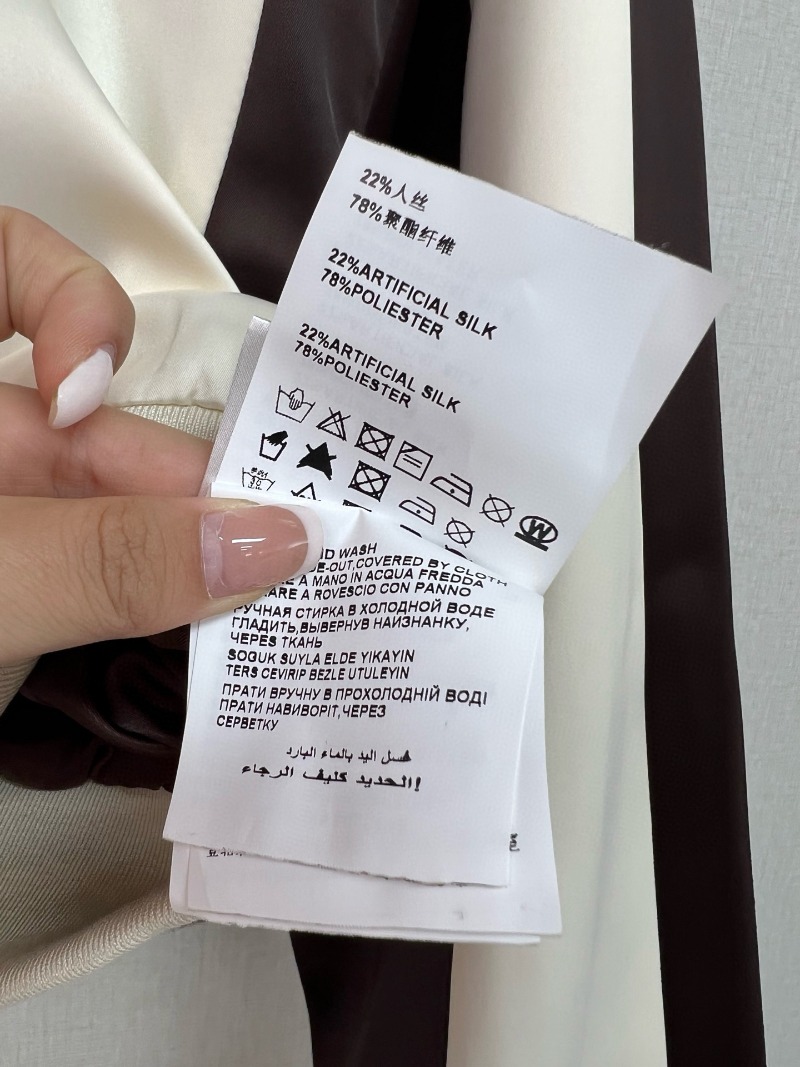 22%人丝
78%聚酯纤维
22%ARTIFICIAL SILK
78%POLIESTER
22%ARTIFICIAL SILK
78%POLIESTER
WASH
COVERED BY CLOTH
A MANO IN ACQUA FREDDA
A ROVESCIO CON PANNO
РУЧНАЯ СТИРКА В ХОЛОДНОЙ ВОДЕ
ГЛАДИТЬ,ВЫВЕРНУВ НАИЗНАНКУ,
ЧЕРЕЗ ТКАНЬ
SOGUK SUYLA ELDE YIKAYIN
TERS CEVIRIP BEZLE UTULEYIN
ПРАТИ ВРУЧНУ В ПРОХОЛОДНІЙ ВОДІ
ПРАТИ НАВИВОРІТ,ЧЕРЕЗ
СЕРВЕТКУ
غسل اليد بالماء البارد
الحديد كليف الرجاء!